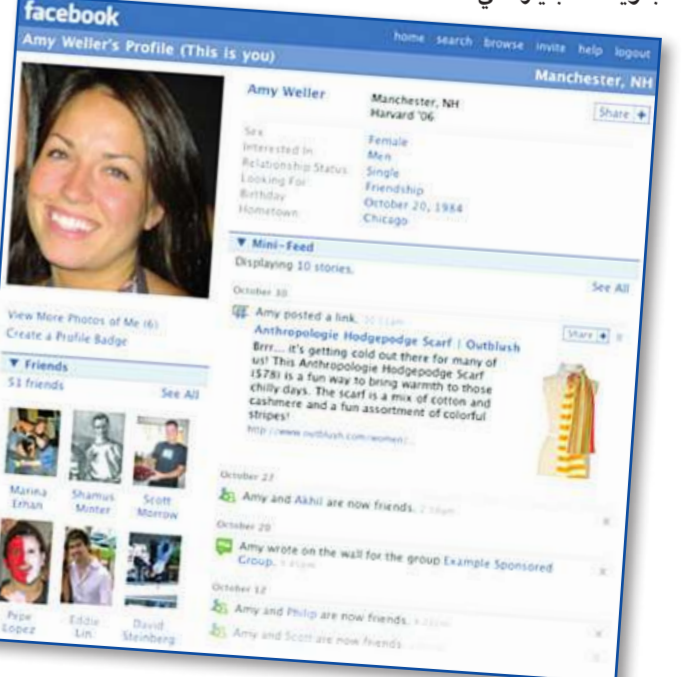 facebook
home search browse invite help logout
Amy Weller's Profile (This is you)
Manchester, NH
Amy Weller
Manchester, NH
Harvard '06
Share +
Sex Female
Interested In Men
Relationship Status Single
Looking For Friendship
Birthday October 20, 1984
Hometown Chicago
Mini-Feed
Displaying 10 stories.
See All
October 30
Amy posted a link.
Share +
Anthropologie Hodgepodge Scarf | Outblush
Brrr... it's getting cold out there for many of
us! This Anthropologie Hodgepodge Scarf
($78) is a fun way to bring warmth to those
chilly days. The scarf is a mix of cotton and
cashmere and a fun assortment of colorful
stripes!
http://www.outblush.com/women/...
October 27
Amy and Akhil are now friends.
October 20
Amy wrote on the wall for the group Example Sponsored
Group.
October 12
Amy and Philip are now friends.
Amy and Scott are now friends.
View More Photos of Me (6)
Create a Profile Badge
Friends
51 friends
See All
Marina
Erhan
Shamus
Minter
Scott
Morrow
Pepe
Lopez
Eddie
Lin
David
Steinberg